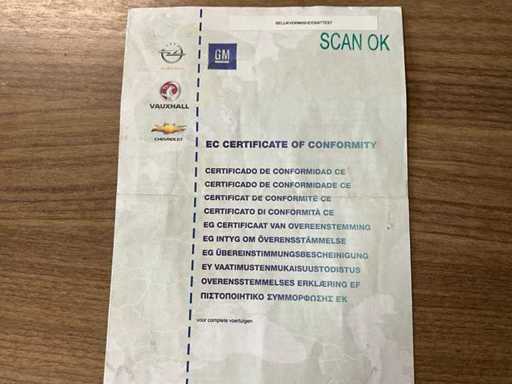 SCAN OK
GM
VAUXHALL
CHEVROLET
EC CERTIFICATE OF CONFORMITY
CERTIFICADO DE CONFORMIDAD CE
CERTIFICADO DE CONFORMIDADE CE
CERTIFICAT DE CONFORMITE CE
CERTIFICATO DI CONFORMITÀ CE
EG CERTIFICAAT VAN OVEREENSTEMMING
EG INTYG OM ÖVERENSSTÄMMELSE
EG ÜBEREINSTIMMUNGSBESCHEINIGUNG
EY VAATIMUSTENMUKAISUUSTODISTUS
OVERENSSTEMMELSES ERKLÆRING EF
ΠΙΣΤΟΠΟΙΗΤΙΚΟ ΣΥΜΜΟΡΦΩΣΗΣ ΕΚ
voor complete voertuigen